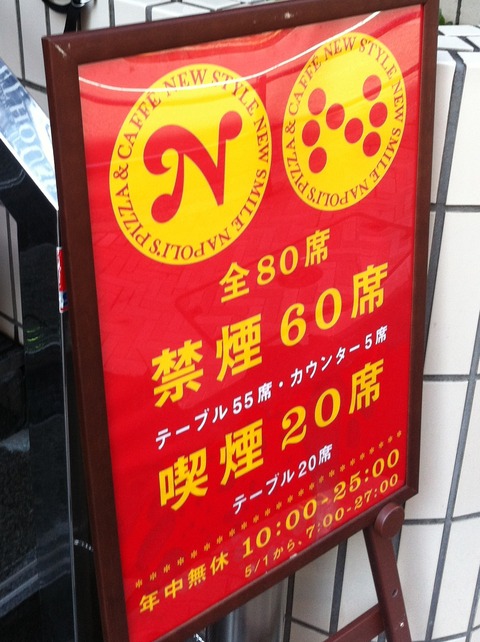 NAPOLI'S PIZZA & CAFFÈ NEW STYLE NEW SMILE
N
NAPOLI'S PIZZA & CAFFÈ NEW STYLE NEW SMILE
全80席
禁煙60席
テーブル55席・カウンター5席
喫煙20席
テーブル20席
年中無休 10:00-25:00
5/1から、7:00-27:00